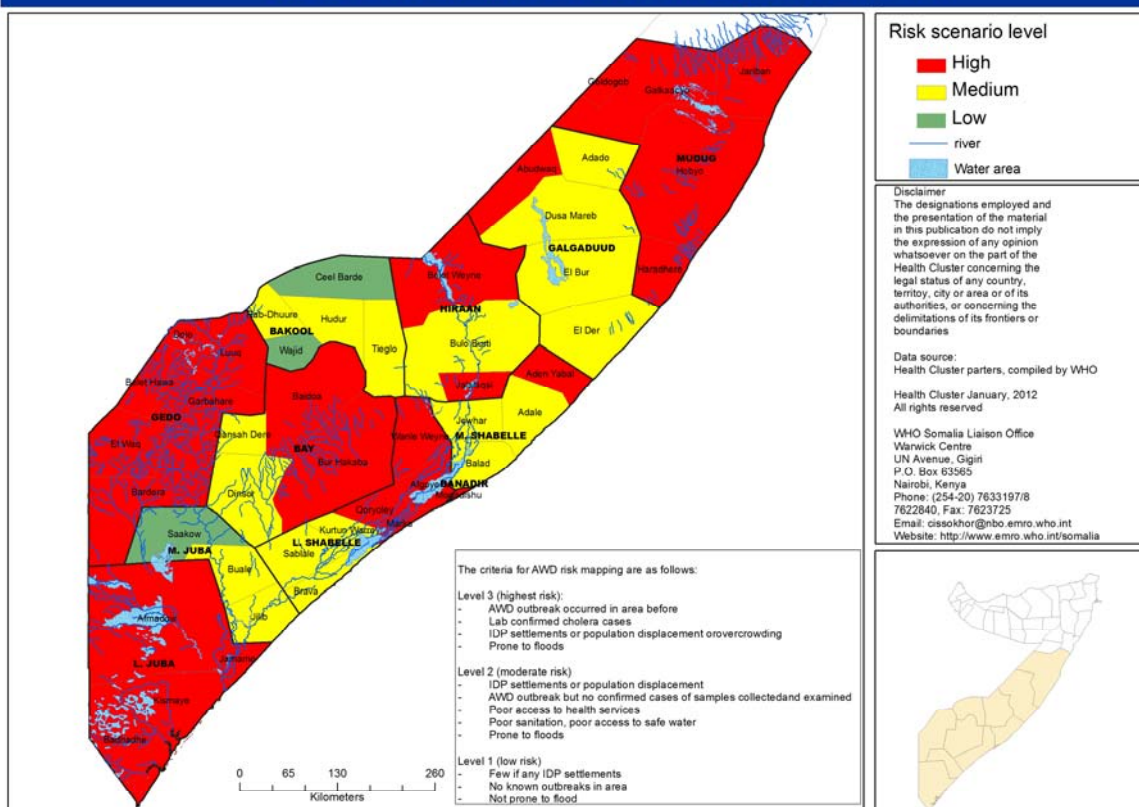 Risk scenario level
High
Medium
Low
river
Water area
Disclaimer
The designations employed and
the presentation of the material
in this publication do not imply
the expression of any opinion
whatsoever on the part of the
Health Cluster concerning the
legal status of any country,
territoy, city or area or of its
authorities, or concerning the
delimitations of its frontiers or
boundaries
Data source:
Health Cluster parters, compiled by WHO
Health Cluster January, 2012
All rights reserved
WHO Somalia Liaison Office
Warwick Centre
UN Avenue, Gigiri
P.O. Box 63565
Nairobi, Kenya
Phone: (254-20) 7633197/8
7622840, Fax: 7623725
Email: cissokhor@nbo.emro.who.int
Website: http://www.emro.who.int/somalia
Goldogob
Galkaacyo
Jariban
Adado
Abudwaq
MUDUG
Hobyo
Dusa Mareb
GALGADUUD
El Bur
Haradhere
Belet Weyne
Ceel Barde
HIRAAN
Rab-Dhuure
Hudur
BAKOOL
Tieglo
Bulo Burti
El Der
Dolo
Luuq
Wajid
Jalalaqsi
Aden Yabal
Belet Hawa
Garbahare
Baidoa
Adale
GEDO
Jowhar
M. SHABELLE
El Waq
Qansah Dere
BAY
Wanle Weyne
Bur Hakaba
Balad
Bardera
Dinsor
Afgoye
BANADIR
Mogadishu
Qoryoley
Marka
Saakow
Kurtun Warrey
M. JUBA
L. SHABELLE
Sablale
Buale
Brava
Afmadow
Jilib
Jamame
L. JUBA
Kismayo
Badhadhe
The criteria for AWD risk mapping are as follows:
Level 3 (highest risk):
- AWD outbreak occurred in area before
- Lab confirmed cholera cases
- IDP settlements or population displacement orovercrowding
- Prone to floods
Level 2 (moderate risk)
- IDP settlements or population displacement
- AWD outbreak but no confirmed cases of samples collectedand examined
- Poor access to health services
- Poor sanitation, poor access to safe water
- Prone to floods
Level 1 (low risk)
- Few if any IDP settlements
- No known outbreaks in area
- Not prone to flood
0 65 130 260
Kilometers